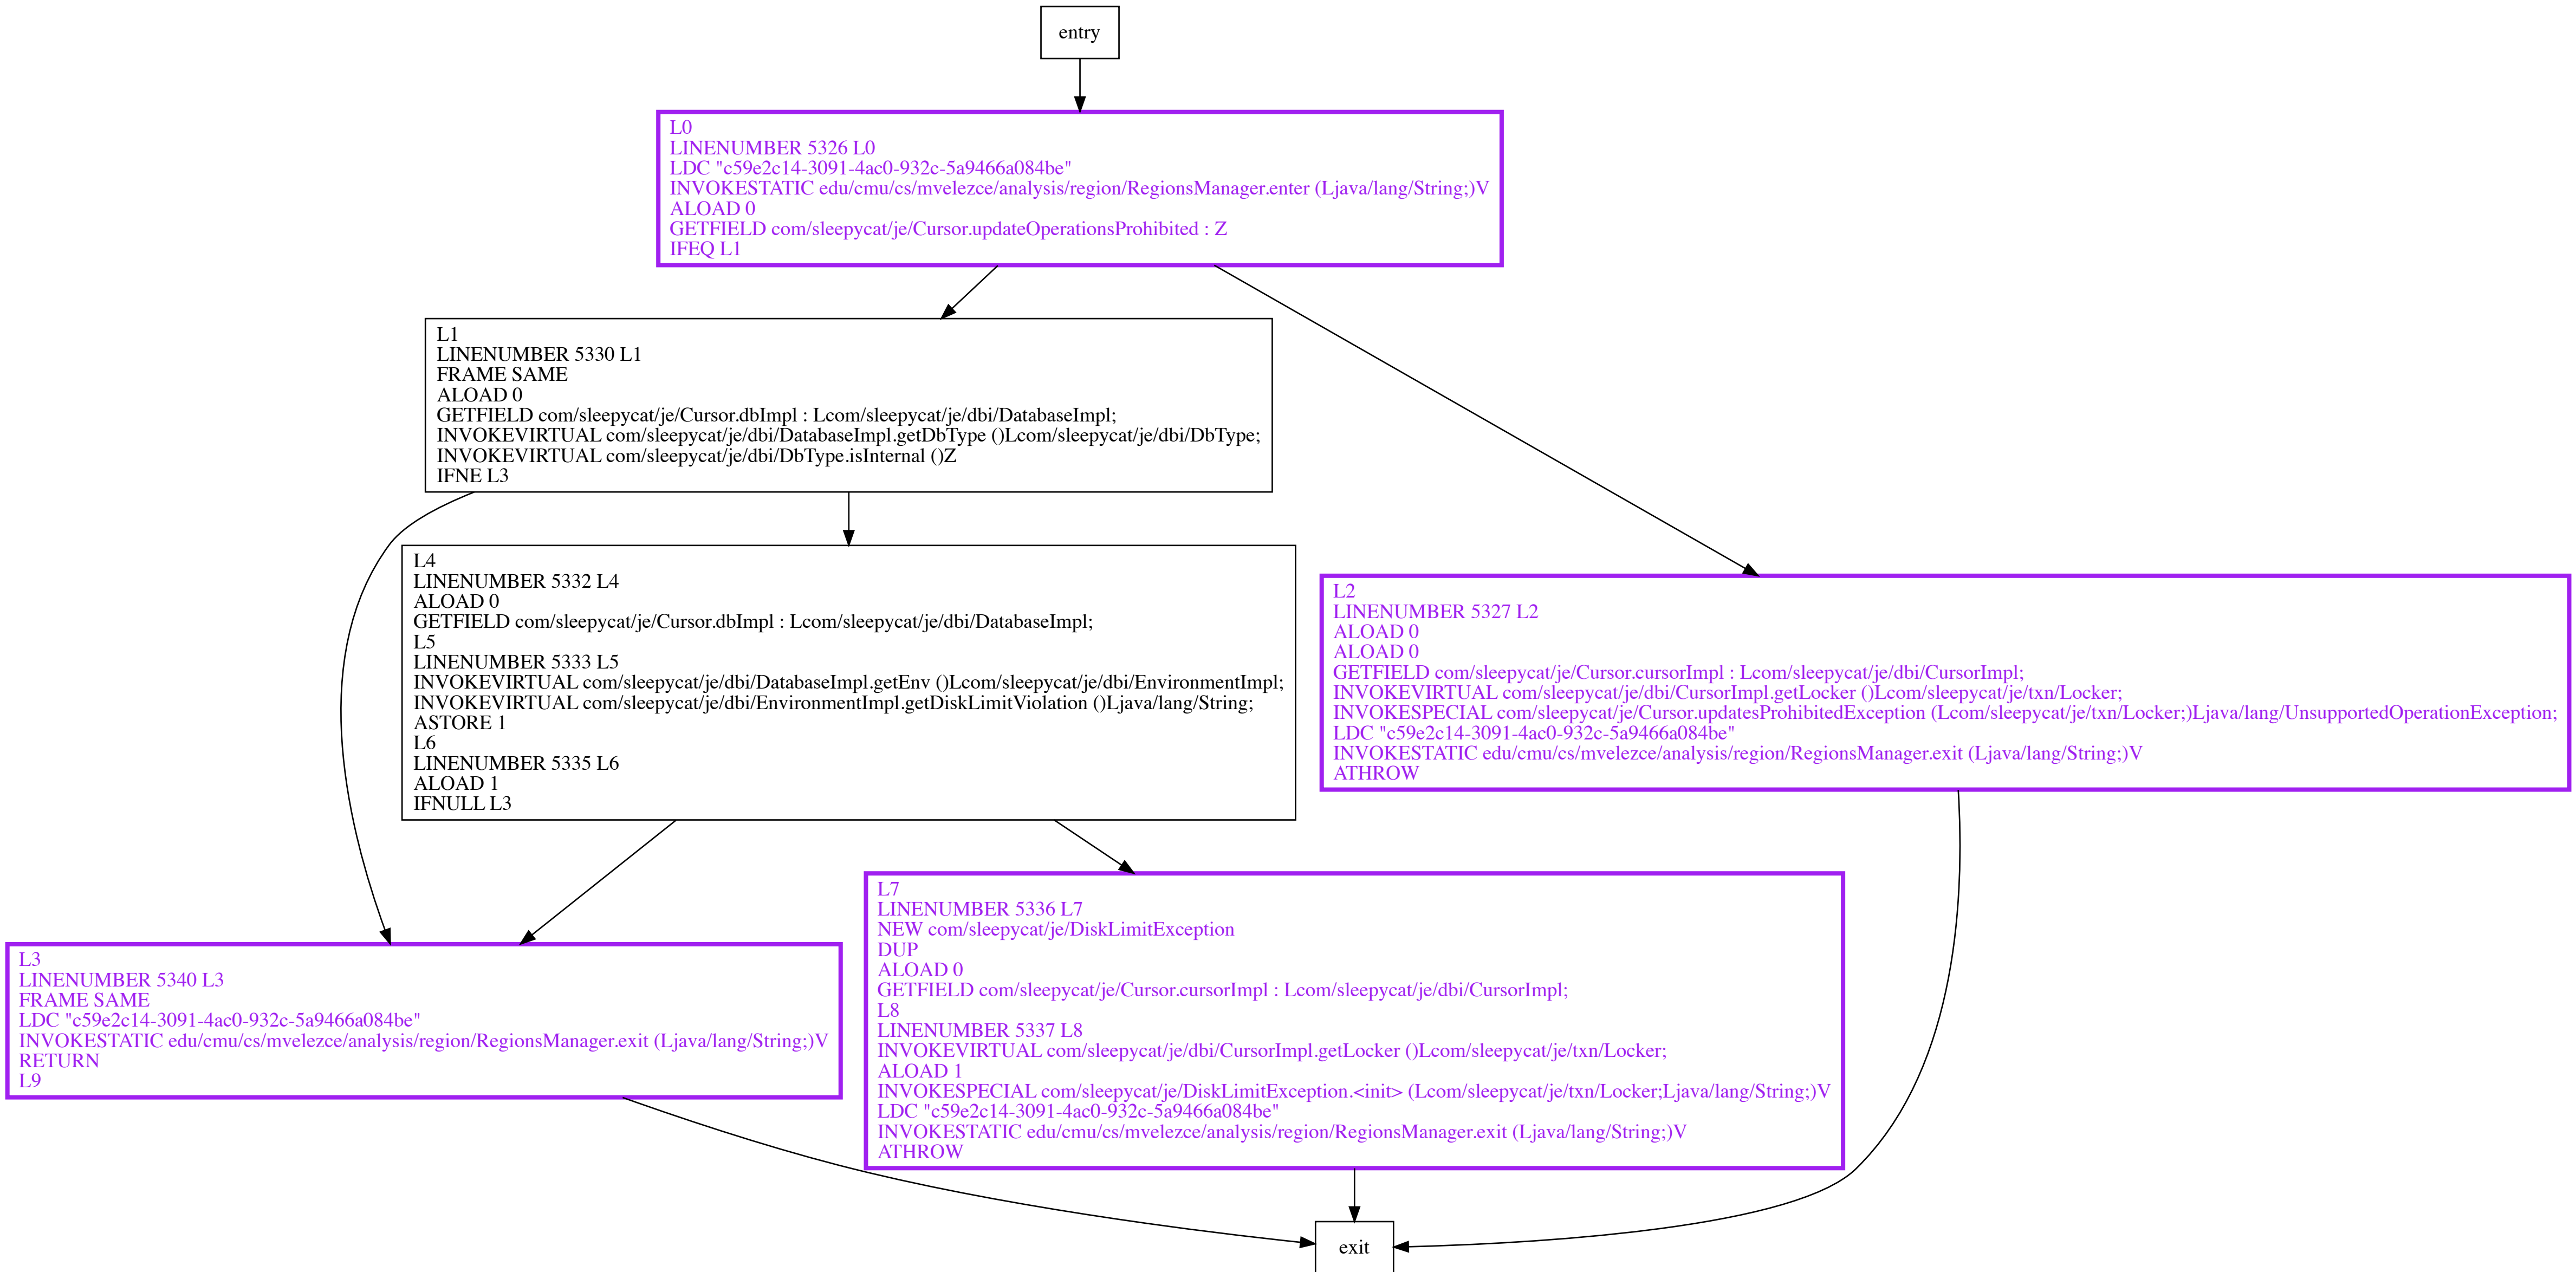 entry
L0
LINENUMBER 5326 L0
LDC "c59e2c14-3091-4ac0-932c-5a9466a084be"
INVOKESTATIC edu/cmu/cs/mvelezce/analysis/region/RegionsManager.enter (Ljava/lang/String;)V
ALOAD 0
GETFIELD com/sleepycat/je/Cursor.updateOperationsProhibited : Z
IFEQ L1
L1
LINENUMBER 5330 L1
FRAME SAME
ALOAD 0
GETFIELD com/sleepycat/je/Cursor.dbImpl : Lcom/sleepycat/je/dbi/DatabaseImpl;
INVOKEVIRTUAL com/sleepycat/je/dbi/DatabaseImpl.getDbType ()Lcom/sleepycat/je/dbi/DbType;
INVOKEVIRTUAL com/sleepycat/je/dbi/DbType.isInternal ()Z
IFNE L3
L4
LINENUMBER 5332 L4
ALOAD 0
GETFIELD com/sleepycat/je/Cursor.dbImpl : Lcom/sleepycat/je/dbi/DatabaseImpl;
L5
LINENUMBER 5333 L5
INVOKEVIRTUAL com/sleepycat/je/dbi/DatabaseImpl.getEnv ()Lcom/sleepycat/je/dbi/EnvironmentImpl;
INVOKEVIRTUAL com/sleepycat/je/dbi/EnvironmentImpl.getDiskLimitViolation ()Ljava/lang/String;
ASTORE 1
L6
LINENUMBER 5335 L6
ALOAD 1
IFNULL L3
L2
LINENUMBER 5327 L2
ALOAD 0
ALOAD 0
GETFIELD com/sleepycat/je/Cursor.cursorImpl : Lcom/sleepycat/je/dbi/CursorImpl;
INVOKEVIRTUAL com/sleepycat/je/dbi/CursorImpl.getLocker ()Lcom/sleepycat/je/txn/Locker;
INVOKESPECIAL com/sleepycat/je/Cursor.updatesProhibitedException (Lcom/sleepycat/je/txn/Locker;)Ljava/lang/UnsupportedOperationException;
LDC "c59e2c14-3091-4ac0-932c-5a9466a084be"
INVOKESTATIC edu/cmu/cs/mvelezce/analysis/region/RegionsManager.exit (Ljava/lang/String;)V
ATHROW
L7
LINENUMBER 5336 L7
NEW com/sleepycat/je/DiskLimitException
DUP
ALOAD 0
GETFIELD com/sleepycat/je/Cursor.cursorImpl : Lcom/sleepycat/je/dbi/CursorImpl;
L8
LINENUMBER 5337 L8
INVOKEVIRTUAL com/sleepycat/je/dbi/CursorImpl.getLocker ()Lcom/sleepycat/je/txn/Locker;
ALOAD 1
INVOKESPECIAL com/sleepycat/je/DiskLimitException.<init> (Lcom/sleepycat/je/txn/Locker;Ljava/lang/String;)V
LDC "c59e2c14-3091-4ac0-932c-5a9466a084be"
INVOKESTATIC edu/cmu/cs/mvelezce/analysis/region/RegionsManager.exit (Ljava/lang/String;)V
ATHROW
L3
LINENUMBER 5340 L3
FRAME SAME
LDC "c59e2c14-3091-4ac0-932c-5a9466a084be"
INVOKESTATIC edu/cmu/cs/mvelezce/analysis/region/RegionsManager.exit (Ljava/lang/String;)V
RETURN
L9
exit